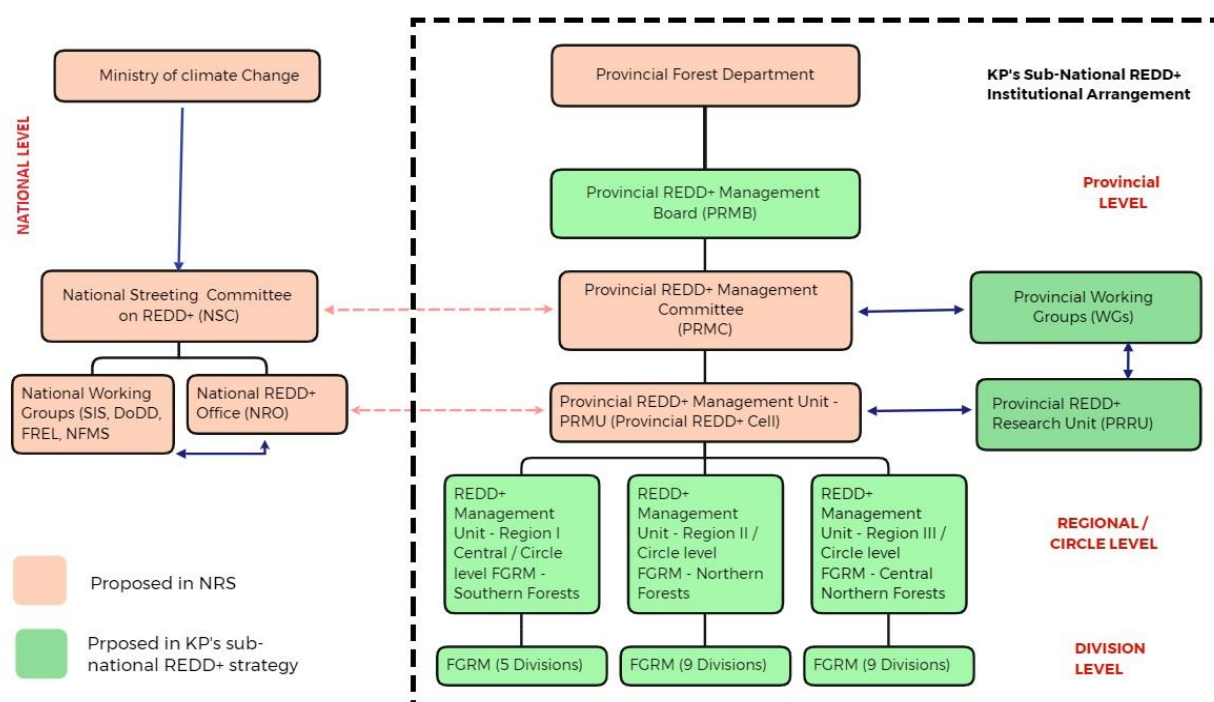 Ministry of climate Change
NATIONAL LEVEL
National Streeting Committee
on REDD+ (NSC)
National Working
Groups (SIS, DoDD,
FREL, NFMS
National REDD+
Office (NRO)
Proposed in NRS
Prposed in KP's sub-
national REDD+ strategy
Provincial Forest Department
KP's Sub-National REDD+
Institutional Arrangement
Provincial REDD+ Management
Board (PRMB)
Provincial
LEVEL
Provincial REDD+ Management
Committee
(PRMC)
Provincial Working
Groups (WGs)
Provincial REDD+ Management Unit -
PRMU (Provincial REDD+ Cell)
Provincial REDD+
Research Unit (PRRU)
REDD+
Management
Unit - Region I
Central / Circle
level FGRM -
Southern Forests
REDD+
Management
Unit - Region II /
Circle level
FGRM - Northern
Forests
REDD+
Management
Unit - Region III /
Circle level
FGRM - Central
Northern Forests
REGIONAL /
CIRCLE LEVEL
FGRM (5 Divisions)
FGRM (9 Divisions)
FGRM (9 Divisions)
DIVISION
LEVEL